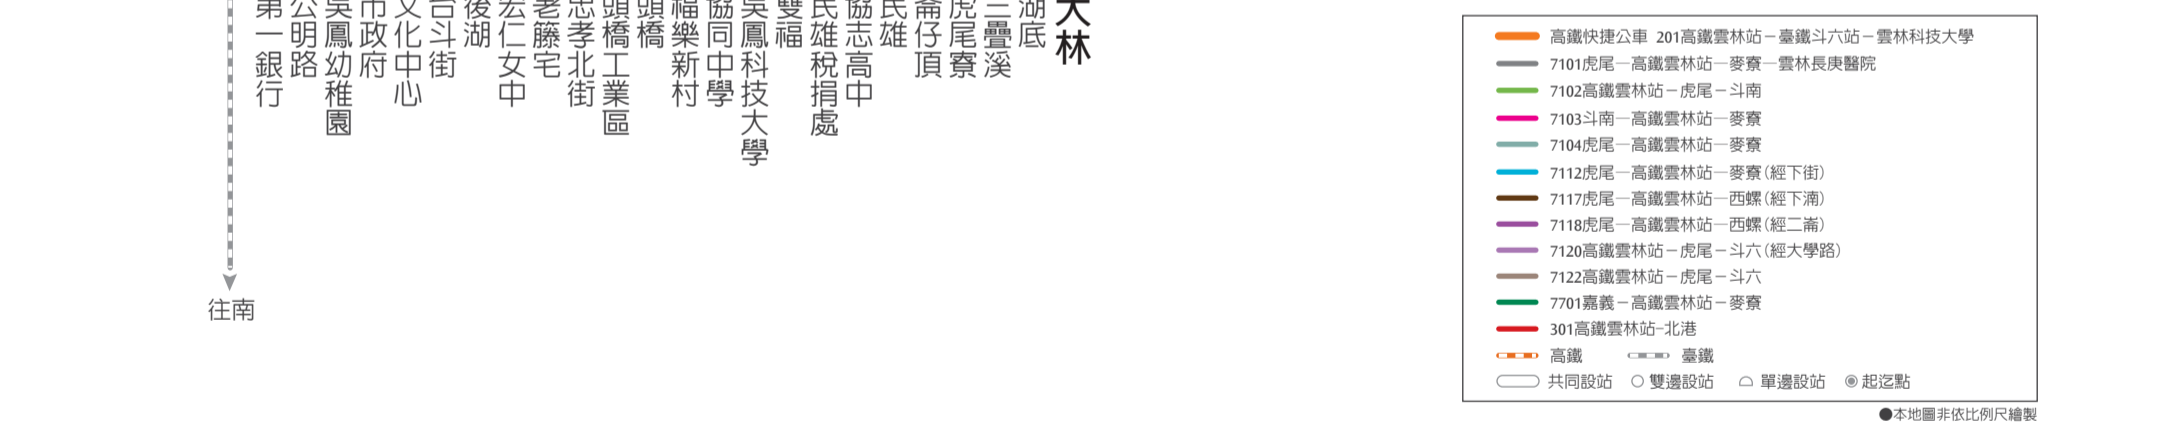 大林
湖底
三疊溪
虎尾寮
崙仔頂
民雄
協志高中
民雄稅捐處
雙福
吳鳳科技大學
協同中學
福樂新村
頭橋
頭橋工業區
忠孝北街
老籐宅
宏仁女中
後湖
台斗街
文化中心
市政府
吳鳳幼稚園
公明路
第一銀行
往南
高鐵快捷公車 201高鐵雲林站－臺鐵斗六站－雲林科技大學
7101虎尾─高鐵雲林站─麥寮─雲林長庚醫院
7102高鐵雲林站－虎尾－斗南
7103斗南─高鐵雲林站─麥寮
7104虎尾─高鐵雲林站─麥寮
7112虎尾─高鐵雲林站─麥寮(經下街)
7117虎尾─高鐵雲林站─西螺(經下湳)
7118虎尾─高鐵雲林站─西螺(經二崙)
7120高鐵雲林站－虎尾－斗六(經大學路)
7122高鐵雲林站－虎尾－斗六
7701嘉義－高鐵雲林站－麥寮
301高鐵雲林站–北港
高鐵 臺鐵
共同設站 雙邊設站 單邊設站 起迄點
●本地圖非依比例尺繪製